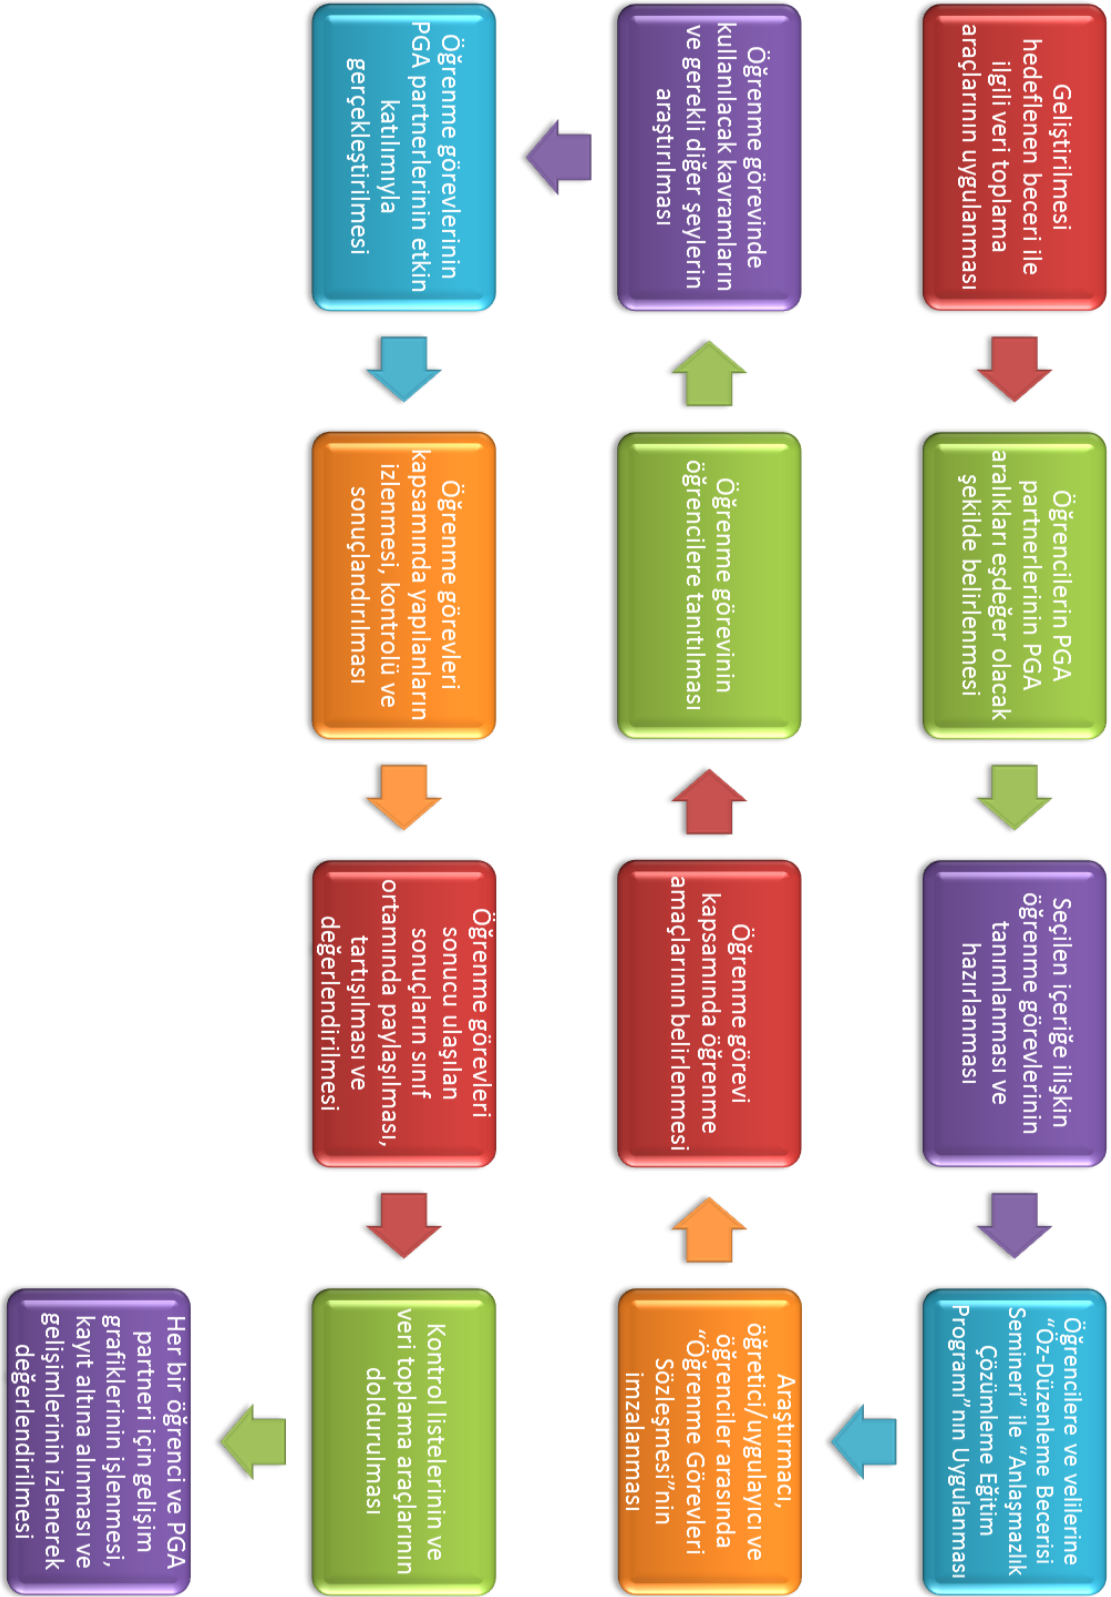 Geliştirilmesi
hedeflenen beceri ile
ilgili veri toplama
araçlarının uygulanması
Öğrencilerin PGA
partnerlerinin PGA
aralıkları eşdeğer olacak
şekilde belirlenmesi
Seçilen içeriğe ilişkin
öğrenme görevlerinin
tanımlanması ve
hazırlanması
Öğrencilere ve velilerine
“Öz-Düzenleme Becerisi
Semineri” ile “Anlaşmazlık
Çözümleme Eğitim
Programı”nın Uygulanması
Araştırmacı,
öğretici/uygulayıcı ve
öğrenciler arasında
“Öğrenme Görevleri
Sözleşmesi”nin
imzalanması
Öğrenme görevi
kapsamında öğrenme
amaçlarının belirlenmesi
Öğrenme görevinin
öğrencilere tanıtılması
Öğrenme görevinde
kullanılacak kavramların
ve gerekli diğer şeylerin
araştırılması
Öğrenme görevlerinin
PGA partnerlerinin etkin
katılımıyla
gerçekleştirilmesi
Öğrenme görevleri
kapsamında yapılanların
izlenmesi, kontrolü ve
sonuçlandırılması
Öğrenme görevleri
sonucu ulaşılan
sonuçların sınıf
ortamında paylaşılması,
tartışılması ve
değerlendirilmesi
Kontrol listelerinin ve
veri toplama araçlarının
doldurulması
Her bir öğrenci ve PGA
partneri için gelişim
grafiklerinin işlenmesi,
kayıt altına alınması ve
gelişimlerinin izlenerek
değerlendirilmesi